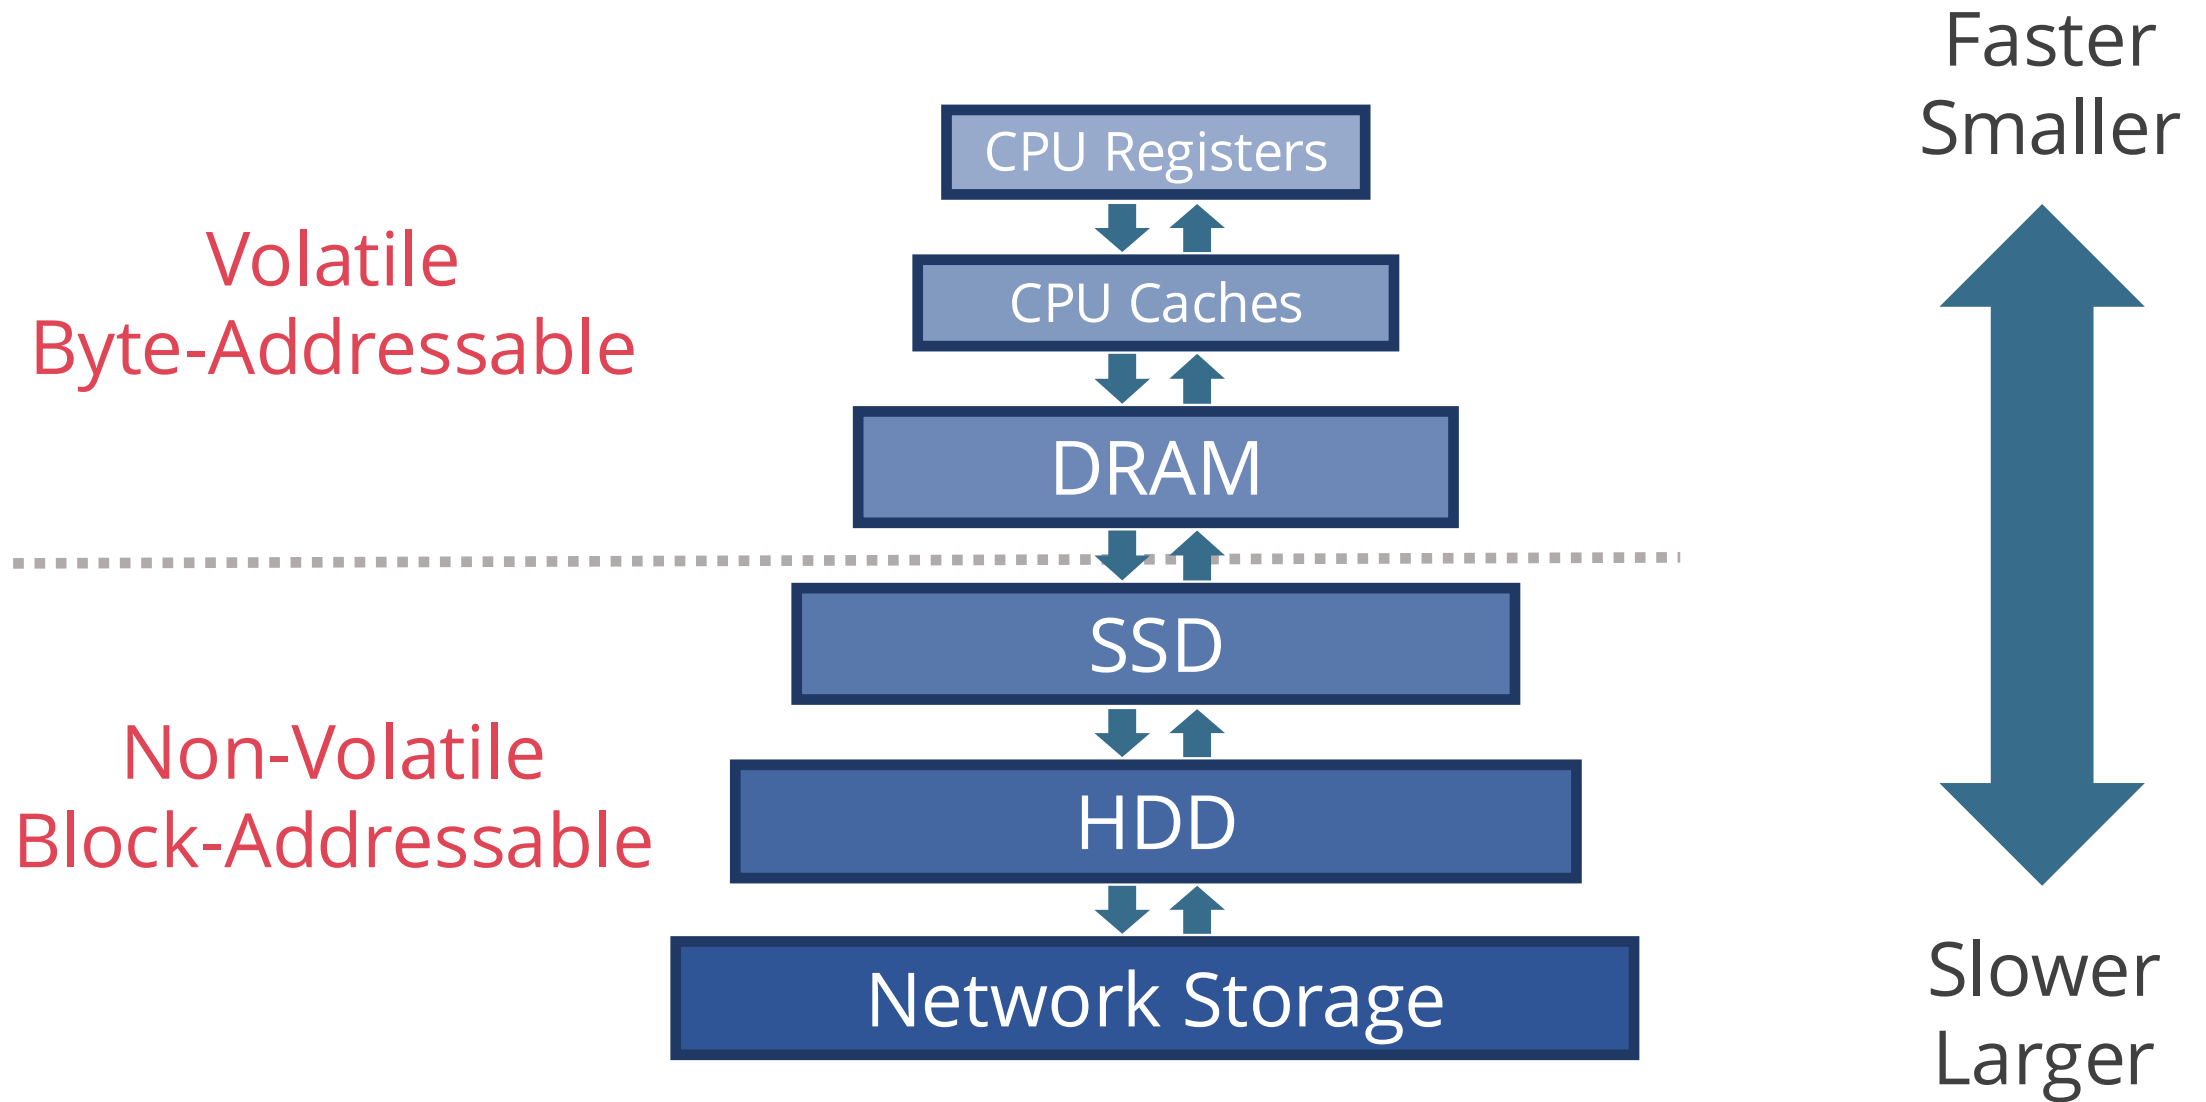 Faster
Smaller
CPU Registers
Volatile
Byte-Addressable
CPU Caches
DRAM
SSD
Non-Volatile
Block-Addressable
HDD
Network Storage
Slower
Larger